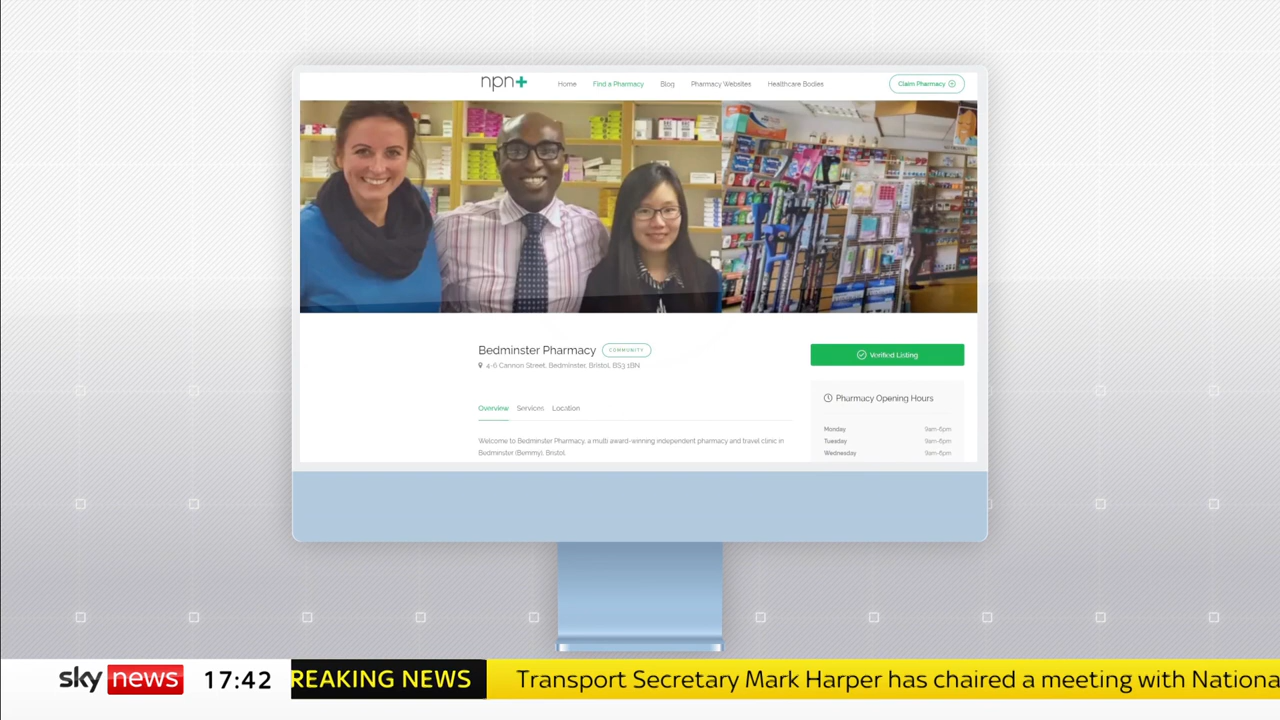 npn+
Home Find a Pharmacy Blog Pharmacy Websites Healthcare Bodies Claim Pharmacy
Bedminster Pharmacy COMMUNITY
4-6 Cannon Street, Bedminster, Bristol, BS3 1BN
Verified Listing
Pharmacy Opening Hours
Overview Services Location
Monday 9am-6pm
Tuesday 9am-6pm
Wednesday 9am-6pm
Welcome to Bedminster Pharmacy, a multi award-winning independent pharmacy and travel clinic in
Bedminster (Bemmy), Bristol.
sky news 17:42 REAKING NEWS Transport Secretary Mark Harper has chaired a meeting with Nationa